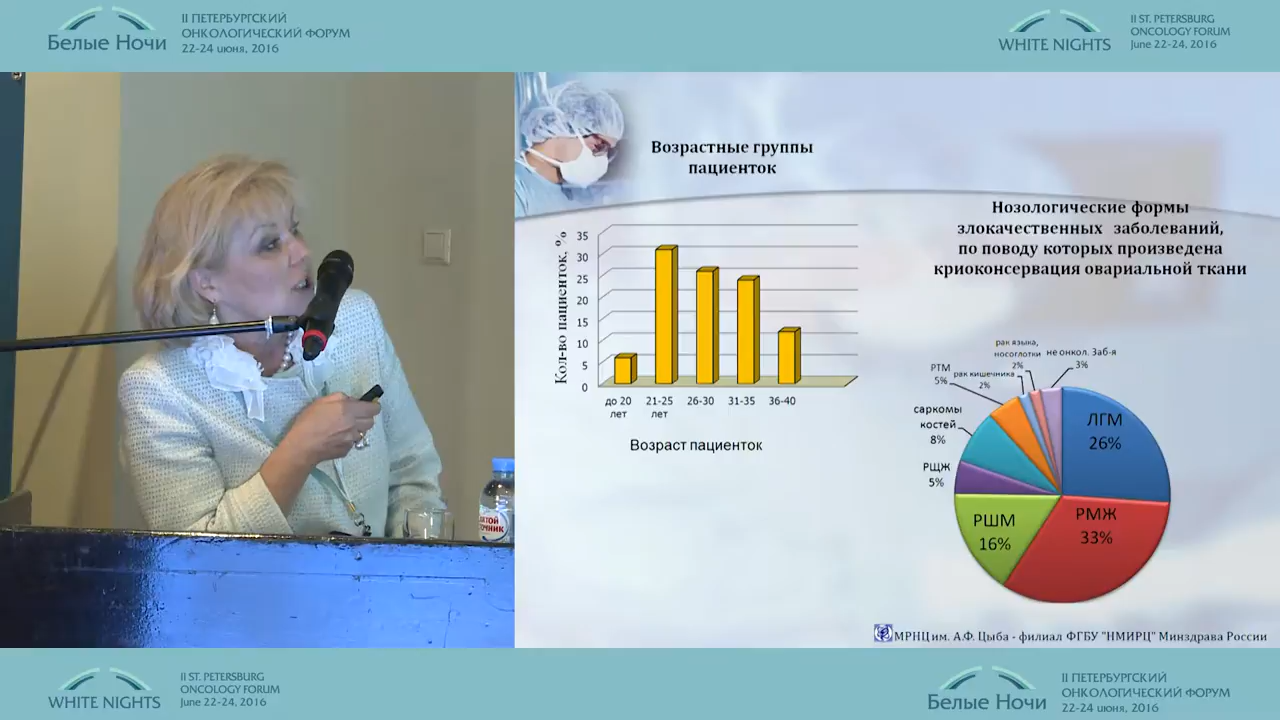 Белые Ночи
II ПЕТЕРБУРГСКИЙ
ОНКОЛОГИЧЕСКИЙ ФОРУМ
22-24 июня, 2016
WHITE NIGHTS
II ST. PETERSBURG
ONCOLOGY FORUM
June 22-24, 2016
Возрастные группы
пациенток
Кол-во пациенток, %
35
30
25
20
15
10
5
0
до 20
лет
21-25
лет
26-30
31-35
36-40
Возраст пациенток
Нозологические формы
злокачественных заболеваний,
по поводу которых произведена
криоконсервация овариальной ткани
рак языка,
носоглотки
2%
не онкол. Заб-я
3%
РТМ
5%
рак кишечника
2%
саркомы
костей
8%
РЩЖ
5%
ЛГМ
26%
РМЖ
33%
РШМ
16%
МРНЦ им. А.Ф. Цыба - филиал ФГБУ "НМИРЦ" Минздрава России
WHITE NIGHTS
II ST. PETERSBURG
ONCOLOGY FORUM
June 22-24, 2016
Белые Ночи
II ПЕТЕРБУРГСКИЙ
ОНКОЛОГИЧЕСКИЙ ФОРУМ
22-24 июня, 2016